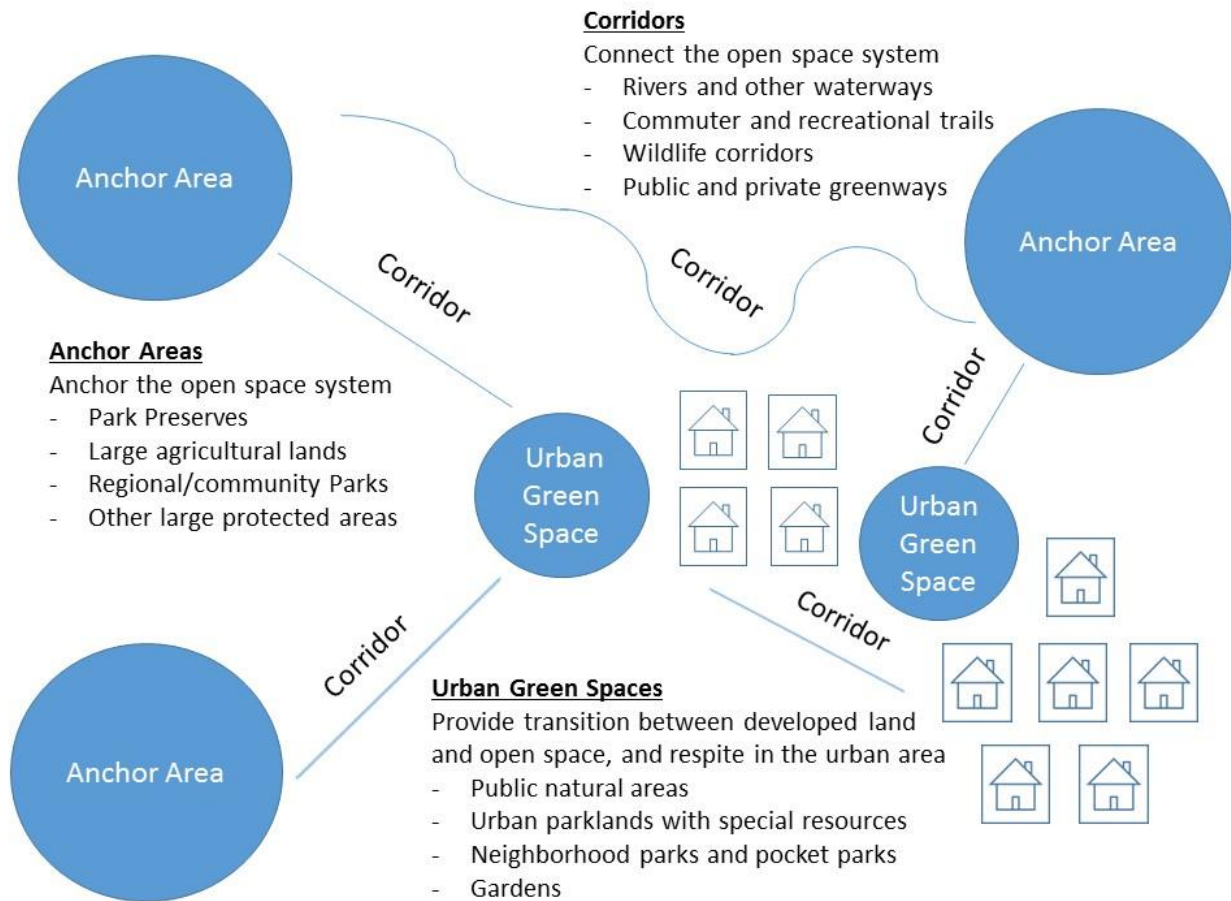 Corridors
Connect the open space system
- Rivers and other waterways
- Commuter and recreational trails
- Wildlife corridors
- Public and private greenways
Anchor Area
Anchor Area
Corridor
Corridor
Corridor
Anchor Areas
Anchor the open space system
- Park Preserves
- Large agricultural lands
- Regional/community Parks
- Other large protected areas
Urban
Green
Space
Urban
Green
Space
Corridor
Corridor
Anchor Area
Urban Green Spaces
Provide transition between developed land
and open space, and respite in the urban area
- Public natural areas
- Urban parklands with special resources
- Neighborhood parks and pocket parks
- Gardens